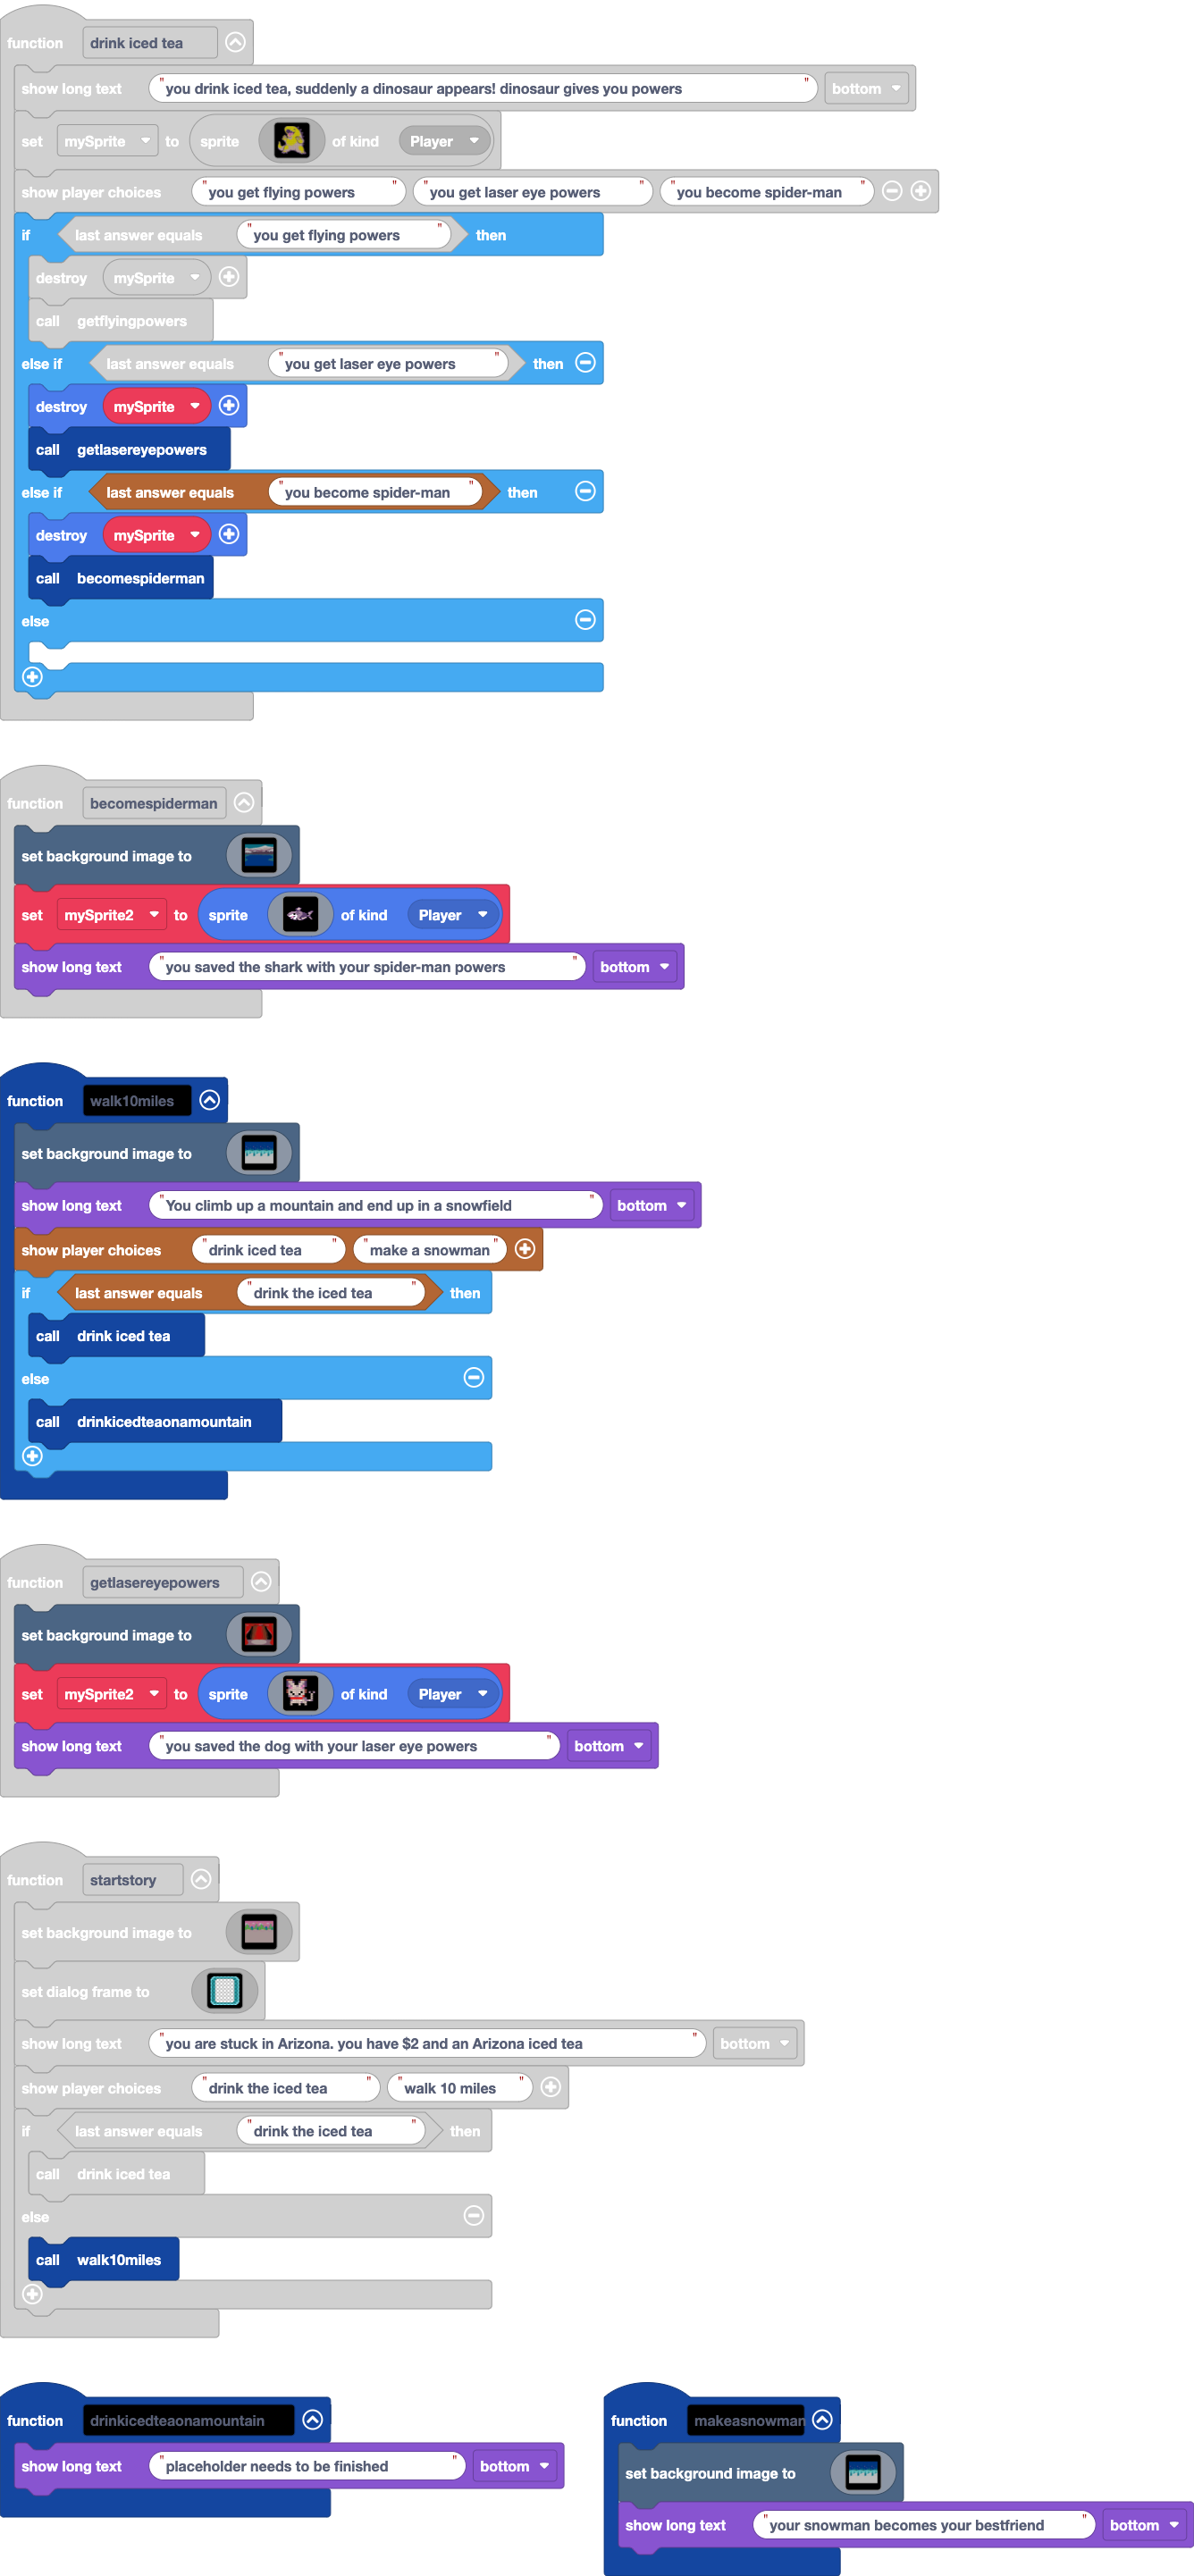 function drink iced tea
show long text "you drink iced tea, suddenly a dinosaur appears! dinosaur gives you powers" bottom
set mySprite to sprite of kind Player
show player choices "you get flying powers" "you get laser eye powers" "you become spider-man"
if last answer equals "you get flying powers" then
destroy mySprite
call getflyingpowers
else if last answer equals "you get laser eye powers" then
destroy mySprite
call getlasereyepowers
else if last answer equals "you become spider-man" then
destroy mySprite
call becomespiderman
else
function becomespiderman
set background image to
set mySprite2 to sprite of kind Player
show long text "you saved the shark with your spider-man powers" bottom
function walk10miles
set background image to
show long text "You climb up a mountain and end up in a snowfield" bottom
show player choices "drink iced tea" "make a snowman"
if last answer equals "drink the iced tea" then
call drink iced tea
else
call drinkicedteaonamountain
function getlasereyepowers
set background image to
set mySprite2 to sprite of kind Player
show long text "you saved the dog with your laser eye powers" bottom
function startstory
set background image to
set dialog frame to
show long text "you are stuck in Arizona. you have $2 and an Arizona iced tea" bottom
show player choices "drink the iced tea" "walk 10 miles"
if last answer equals "drink the iced tea" then
call drink iced tea
else
call walk10miles
function drinkicedteaonamountain
show long text "placeholder needs to be finished" bottom
function makeasnowman
set background image to
show long text "your snowman becomes your bestfriend" bottom